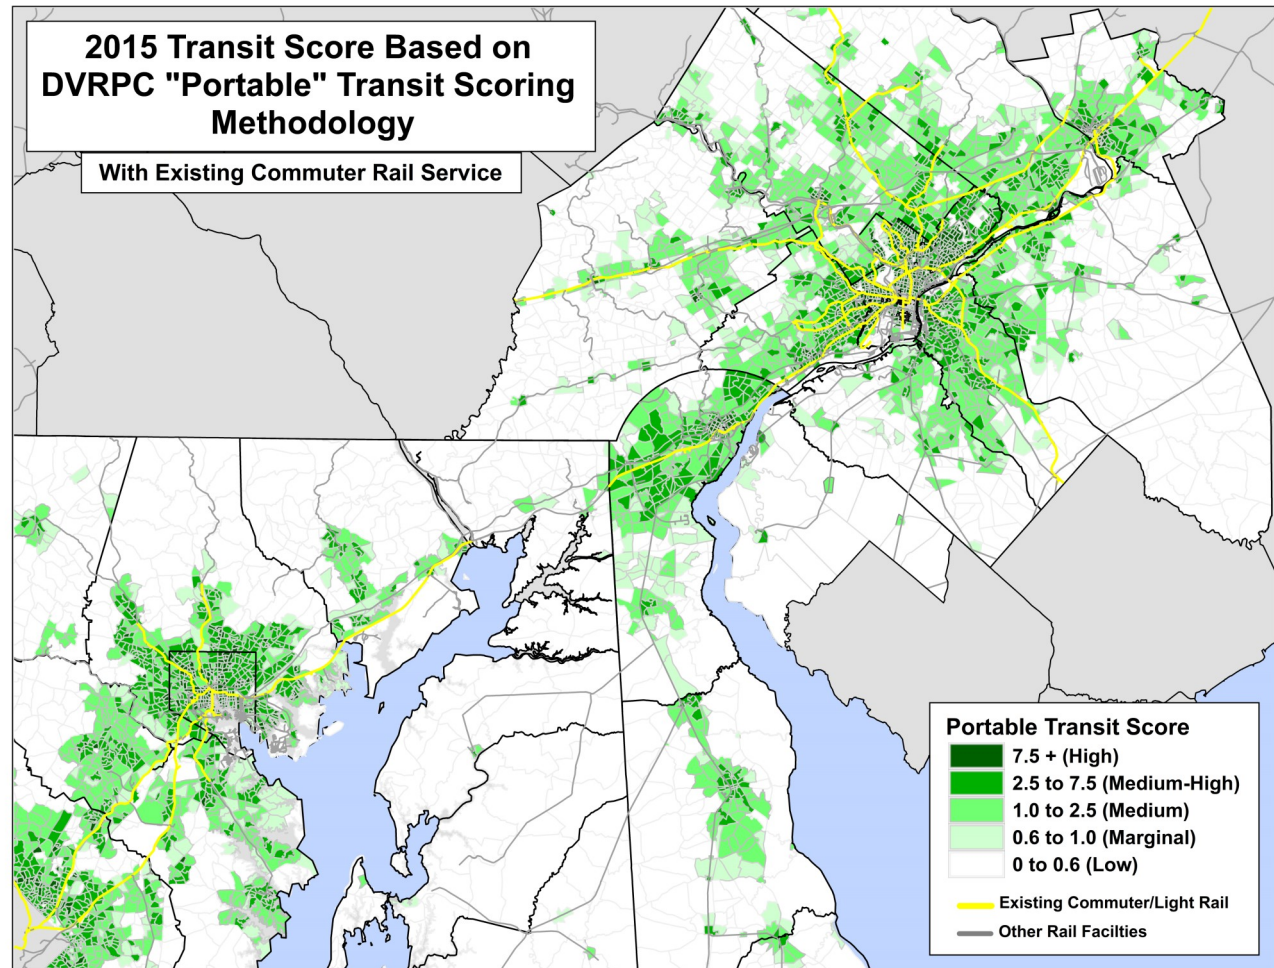 2015 Transit Score Based on
DVRPC "Portable" Transit Scoring
Methodology
With Existing Commuter Rail Service
Portable Transit Score
7.5 + (High)
2.5 to 7.5 (Medium-High)
1.0 to 2.5 (Medium)
0.6 to 1.0 (Marginal)
0 to 0.6 (Low)
Existing Commuter/Light Rail
Other Rail Facilties